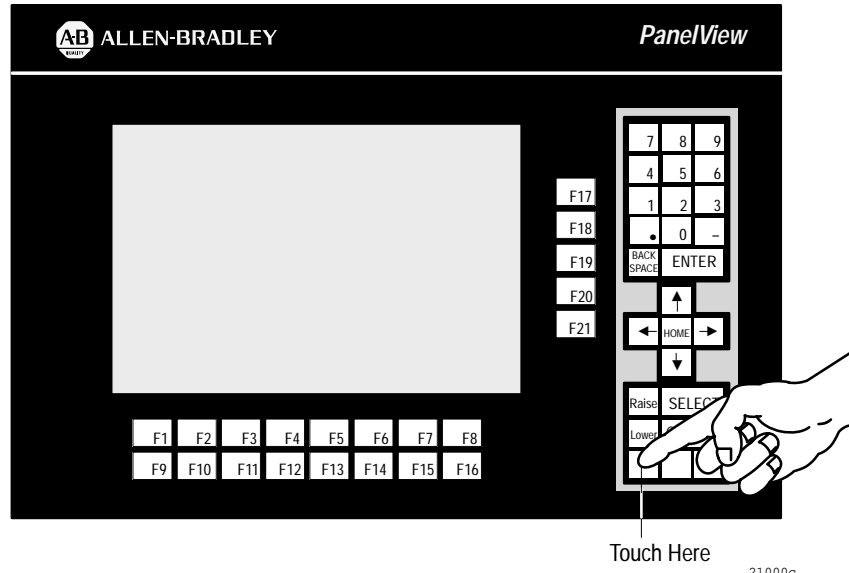 A·B
QUALITY
ALLEN-BRADLEY
PanelView
7 8 9
4 5 6
1 2 3
• 0 –
BACK SPACE ENTER
HOME
Raise SELECT
Lower
F17
F18
F19
F20
F21
F1 F2 F3 F4 F5 F6 F7 F8
F9 F10 F11 F12 F13 F14 F15 F16
Touch Here